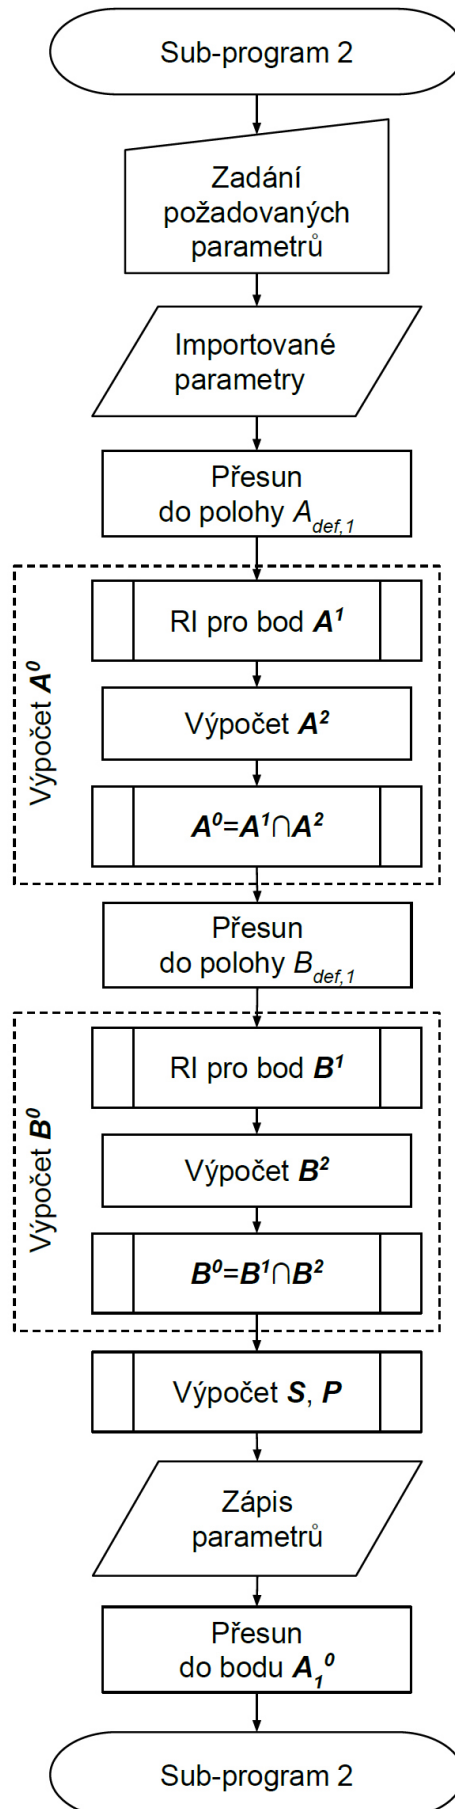 Sub-program 2
Zadání
požadovaných
parametrů
Importované
parametry
Přesun
do polohy A_def,1
Výpočet A⁰
RI pro bod A¹
Výpočet A²
A⁰=A¹∩A²
Přesun
do polohy B_def,1
Výpočet B⁰
RI pro bod B¹
Výpočet B²
B⁰=B¹∩B²
Výpočet S, P
Zápis
parametrů
Přesun
do bodu A₁⁰
Sub-program 2